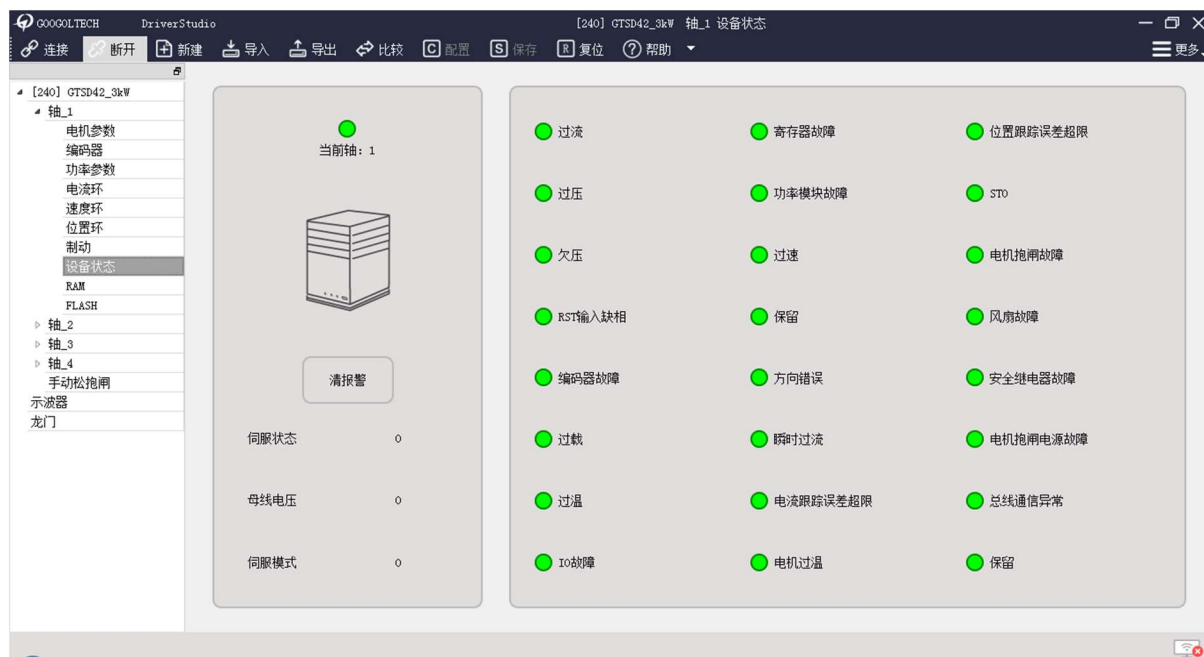 GOOGOLTECH DriverStudio [240] GTSD42_3kW 轴_1 设备状态
连接 断开 新建 导入 导出 比较 C 配置 S 保存 R 复位 帮助 更多
[240] GTSD42_3kW
轴_1
电机参数
编码器
功率参数
电流环
速度环
位置环
制动
设备状态
RAM
FLASH
轴_2
轴_3
轴_4
手动松抱闸
示波器
龙门
当前轴: 1
清报警
伺服状态 0
母线电压 0
伺服模式 0
过流 寄存器故障 位置跟踪误差超限
过压 功率模块故障 STO
欠压 过速 电机抱闸故障
RST输入缺相 保留 风扇故障
编码器故障 方向错误 安全继电器故障
过载 瞬时过流 电机抱闸电源故障
过温 电流跟踪误差超限 总线通信异常
IO故障 电机过温 保留